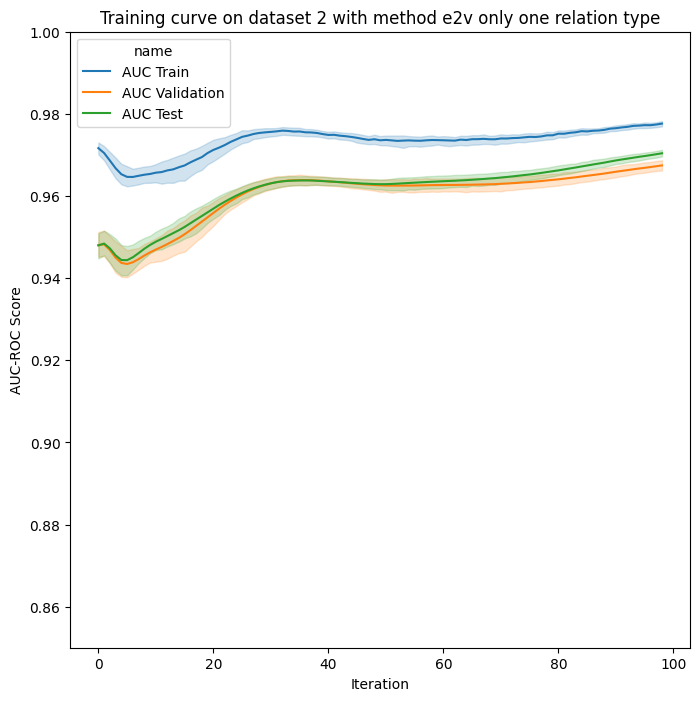 Training curve on dataset 2 with method e2v only one relation type
name
AUC Train
AUC Validation
AUC Test
1.00
0.98
0.96
0.94
0.92
0.90
0.88
0.86
AUC-ROC Score
0 20 40 60 80 100
Iteration